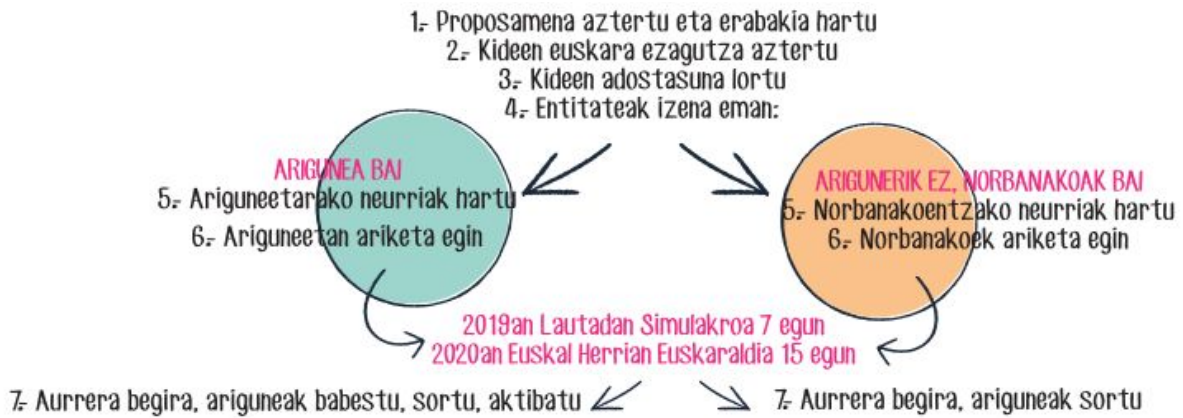 1.- Proposamena aztertu eta erabakia hartu
2.- Kideen euskara ezagutza aztertu
3.- Kideen adostasuna lortu
4.- Entitateak izena eman:
ARIGUNEA BAI
5.- Ariguneetarako neurriak hartu
6.- Ariguneetan ariketa egin
ARIGUNERIK EZ, NORBANAKOAK BAI
5.- Norbanakoentzako neurriak hartu
6.- Norbanakoek ariketa egin
2019an Lautadan Simulakroa 7 egun
2020an Euskal Herrian Euskaraldia 15 egun
7.- Aurrera begira, ariguneak babestu, sortu, aktibatu
7.- Aurrera begira, ariguneak sortu